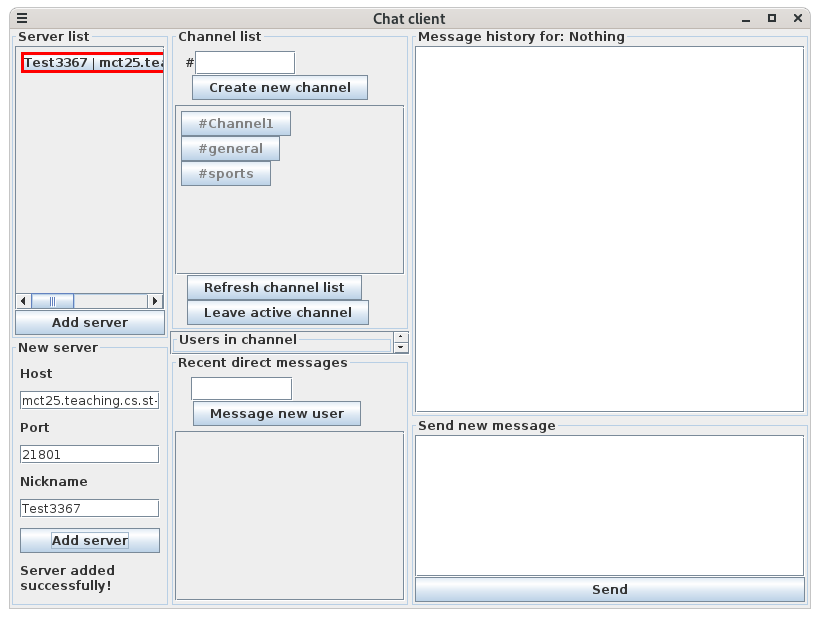 Chat client
Server list
Test3367 | mct25.tea
Add server
New server
Host
mct25.teaching.cs.st-
Port
21801
Nickname
Test3367
Add server
Server added
successfully!
Channel list
#
Create new channel
#Channel1
#general
#sports
Refresh channel list
Leave active channel
Users in channel
Recent direct messages
Message new user
Message history for: Nothing
Send new message
Send